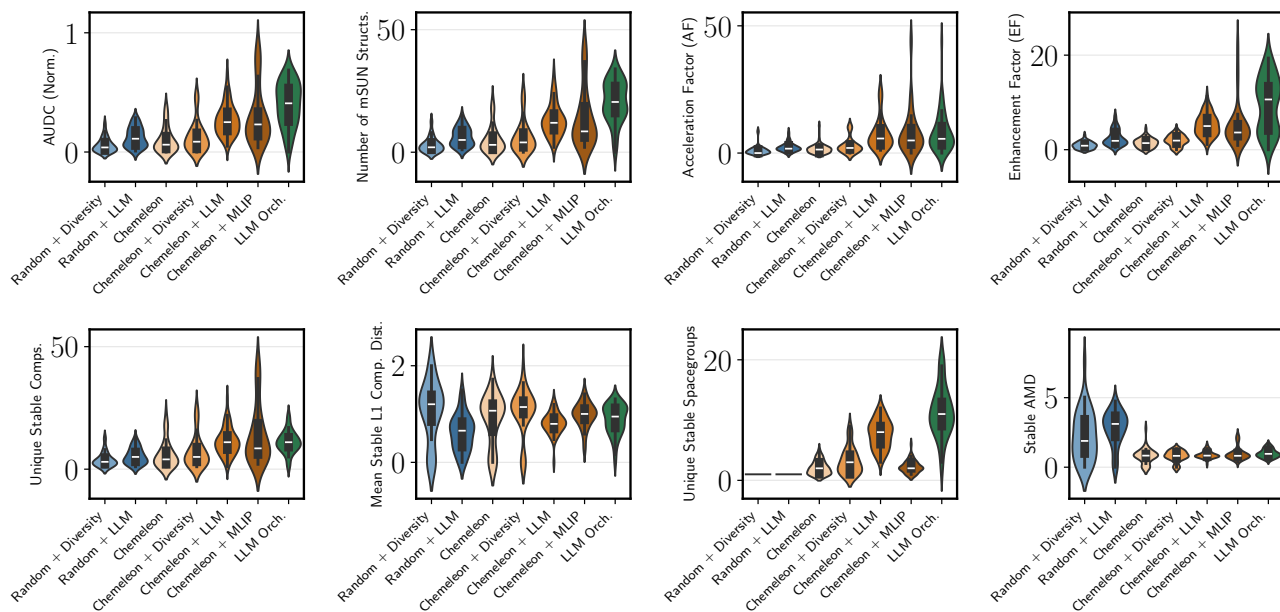 AUDC (Norm.)
1
0
Random + Diversity
Random + LLM
Chemeleon
Chemeleon + Diversity
Chemeleon + LLM
Chemeleon + MLIP
LLM Orch.
Number of mSUN Structs.
50
0
Random + Diversity
Random + LLM
Chemeleon
Chemeleon + Diversity
Chemeleon + LLM
Chemeleon + MLIP
LLM Orch.
Acceleration Factor (AF)
50
0
Random + Diversity
Random + LLM
Chemeleon
Chemeleon + Diversity
Chemeleon + LLM
Chemeleon + MLIP
LLM Orch.
Enhancement Factor (EF)
20
0
Random + Diversity
Random + LLM
Chemeleon
Chemeleon + Diversity
Chemeleon + LLM
Chemeleon + MLIP
LLM Orch.
Unique Stable Comps.
50
0
Random + Diversity
Random + LLM
Chemeleon
Chemeleon + Diversity
Chemeleon + LLM
Chemeleon + MLIP
LLM Orch.
Mean Stable L1 Comp. Dist.
2
0
Random + Diversity
Random + LLM
Chemeleon
Chemeleon + Diversity
Chemeleon + LLM
Chemeleon + MLIP
LLM Orch.
Unique Stable Spacegroups
20
0
Random + Diversity
Random + LLM
Chemeleon
Chemeleon + Diversity
Chemeleon + LLM
Chemeleon + MLIP
LLM Orch.
Stable AMD
5
0
Random + Diversity
Random + LLM
Chemeleon
Chemeleon + Diversity
Chemeleon + LLM
Chemeleon + MLIP
LLM Orch.